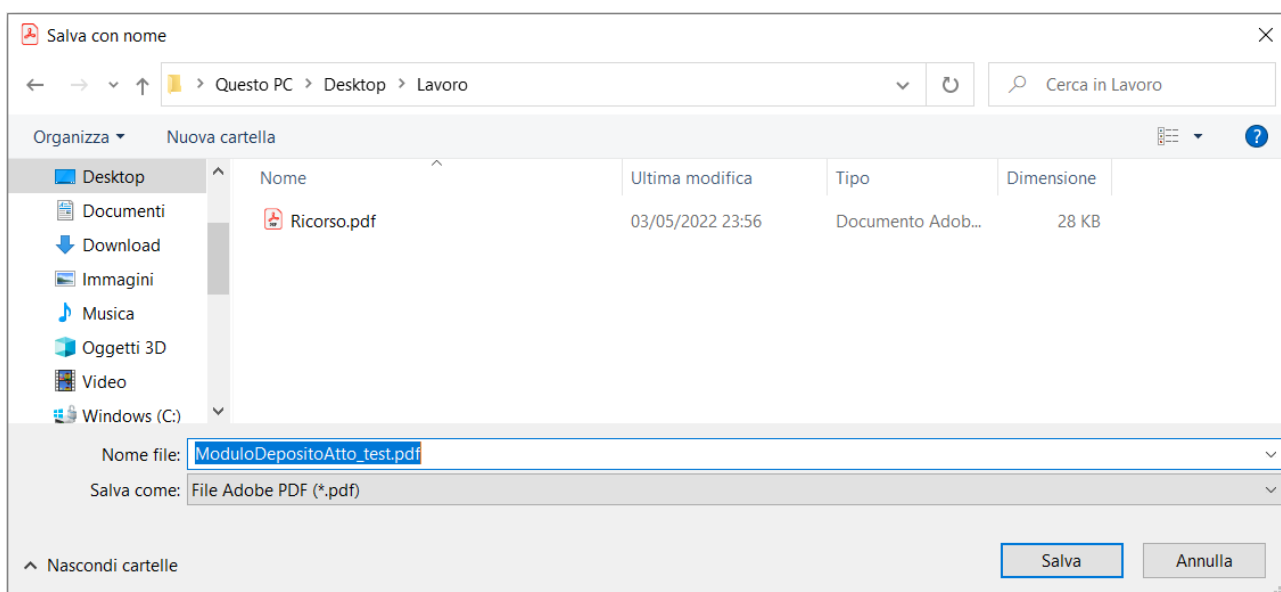 Salva con nome
Questo PC > Desktop > Lavoro
Cerca in Lavoro
Organizza Nuova cartella ?
Desktop
Documenti
Download
Immagini
Musica
Oggetti 3D
Video
Windows (C:)
Nome Ultima modifica Tipo Dimensione
Ricorso.pdf 03/05/2022 23:56 Documento Adob... 28 KB
Nome file: ModuloDepositoAtto_test.pdf
Salva come: File Adobe PDF (*.pdf)
Nascondi cartelle
Salva Annulla